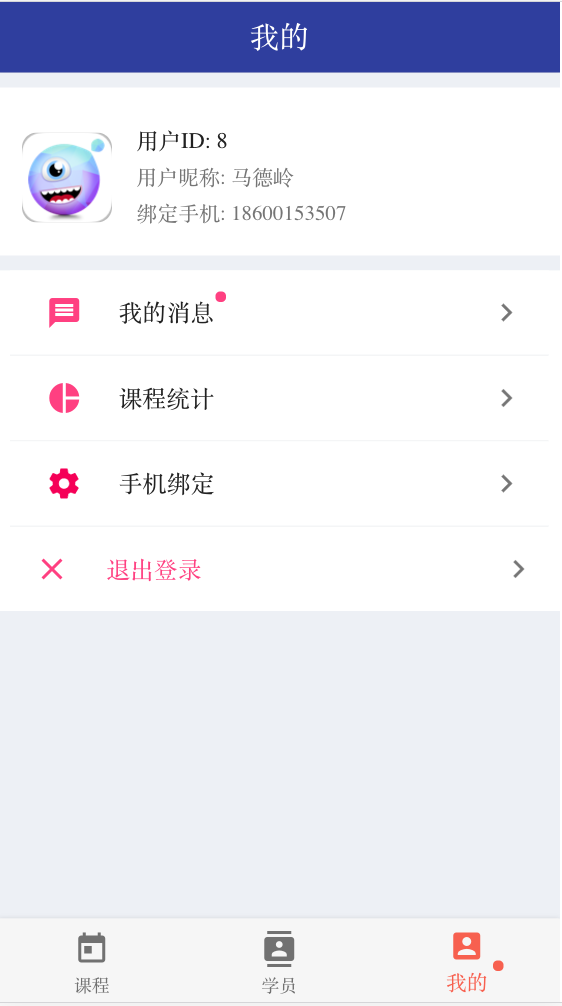 我的
用户ID: 8
用户昵称: 马德岭
绑定手机: 18600153507
我的消息
课程统计
手机绑定
退出登录
课程
学员
我的